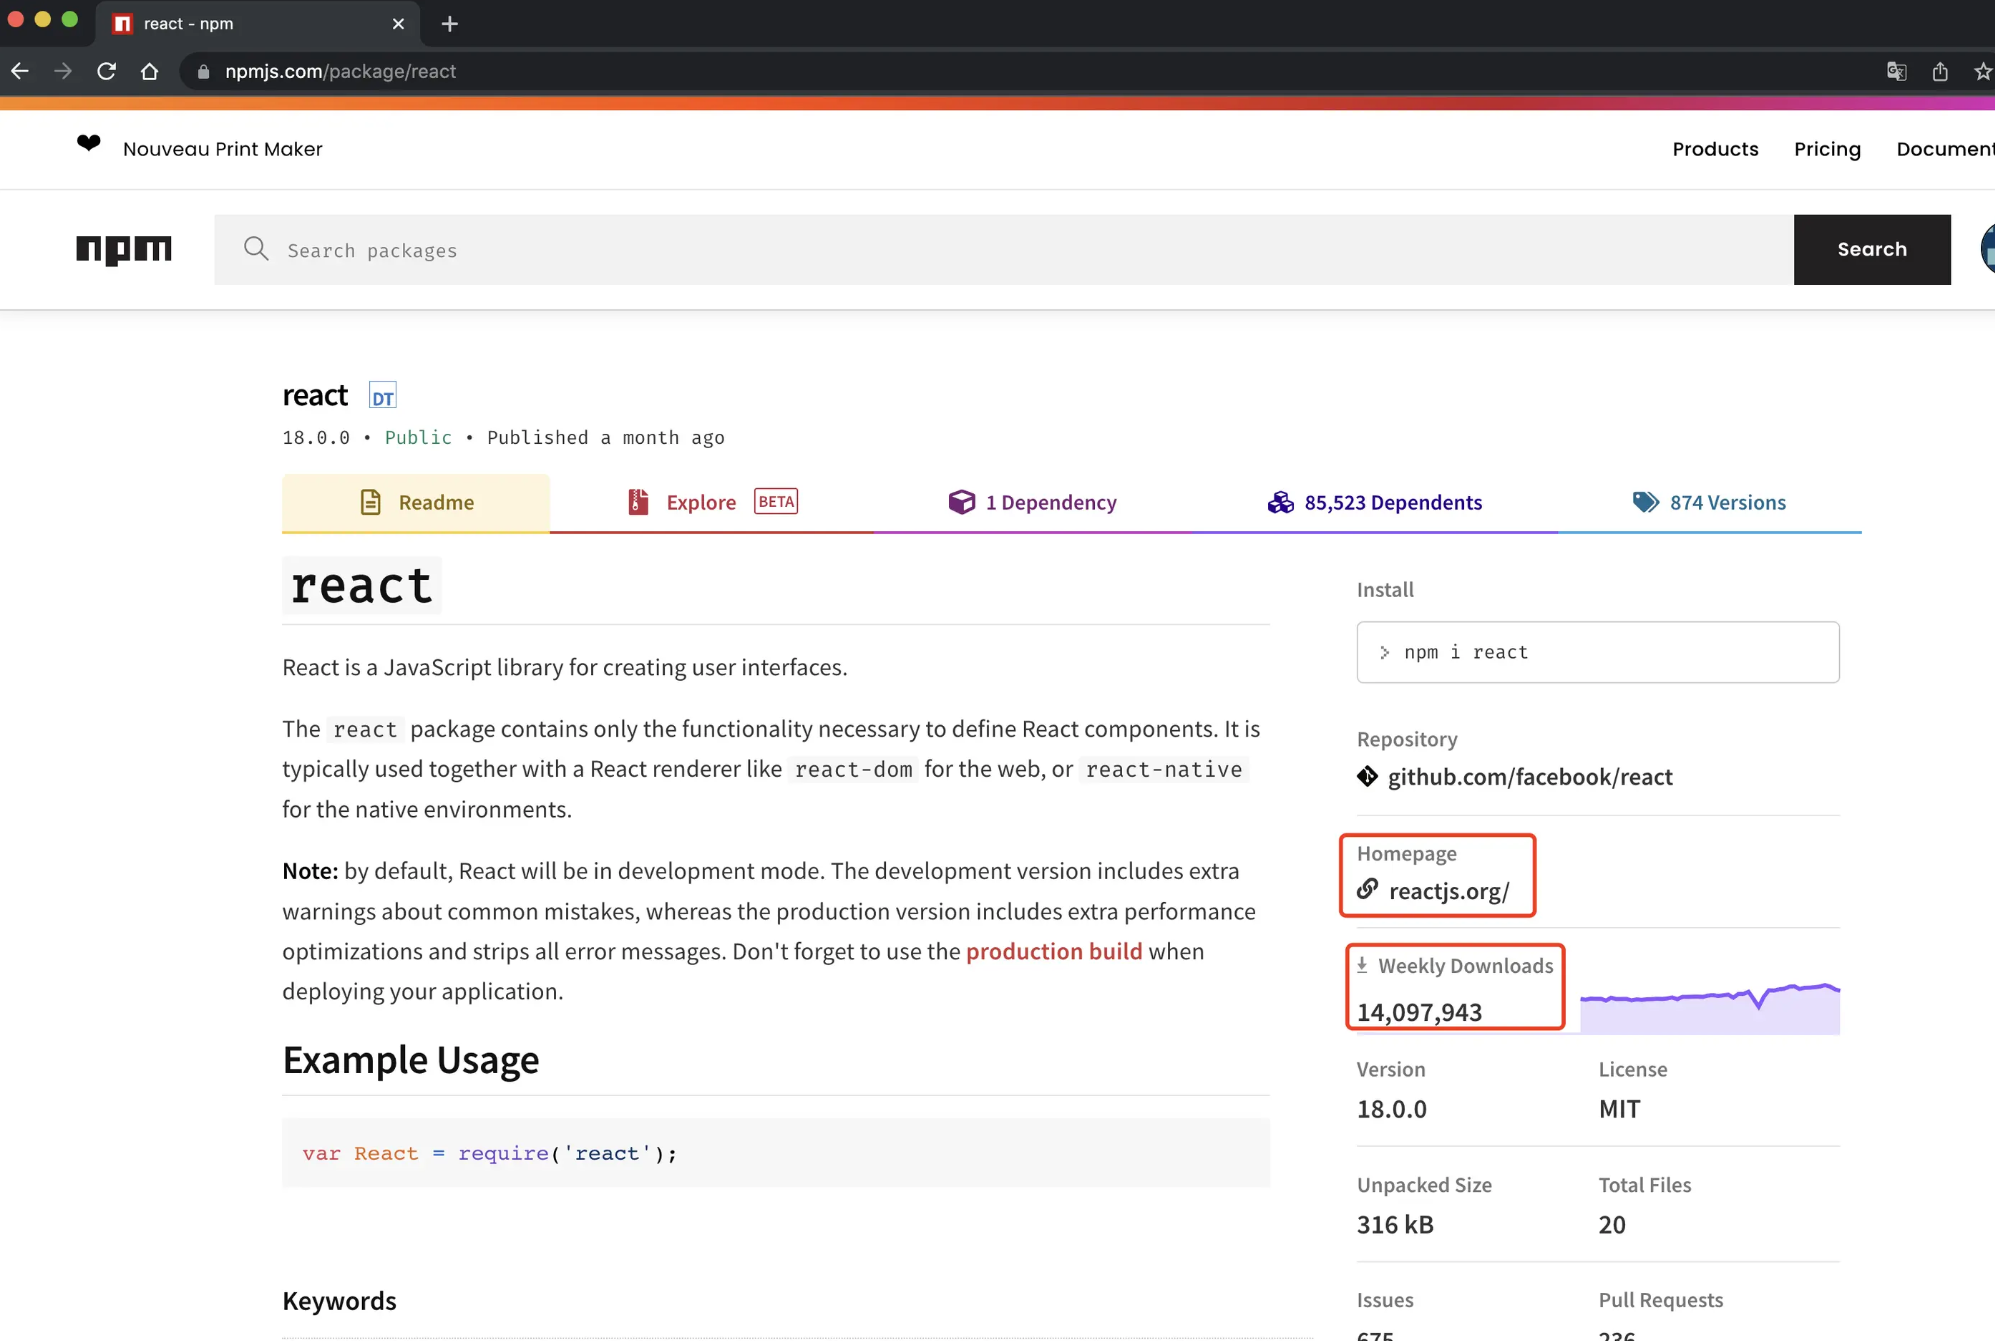 react - npm
npmjs.com/package/react
Nouveau Print Maker
Products Pricing
npm
Search packages
Search
react DT
18.0.0 • Public • Published a month ago
Readme
Explore BETA
1 Dependency
85,523 Dependents
874 Versions
react
React is a JavaScript library for creating user interfaces.
The react package contains only the functionality necessary to define React components. It is
typically used together with a React renderer like react-dom for the web, or react-native
for the native environments.
Note: by default, React will be in development mode. The development version includes extra
warnings about common mistakes, whereas the production version includes extra performance
optimizations and strips all error messages. Don't forget to use the production build when
deploying your application.
Example Usage
var React = require('react');
Keywords
Install
> npm i react
Repository
github.com/facebook/react
Homepage
reactjs.org/
Weekly Downloads
14,097,943
Version License
18.0.0 MIT
Unpacked Size Total Files
316 kB 20
Issues Pull Requests